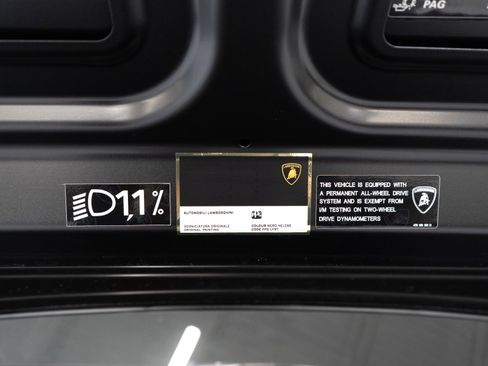 PAG
1,1 %
AUTOMOBILI LAMBORGHINI
PPG
VERNICIATURA ORIGINALE
ORIGINAL PAINTING
COLOUR NERO HELENE
THIS VEHICLE IS EQUIPPED WITH
A PERMANENT ALL-WHEEL DRIVE
SYSTEM AND IS EXEMPT FROM
I/M TESTING ON TWO-WHEEL
DRIVE DYNAMOMETERS